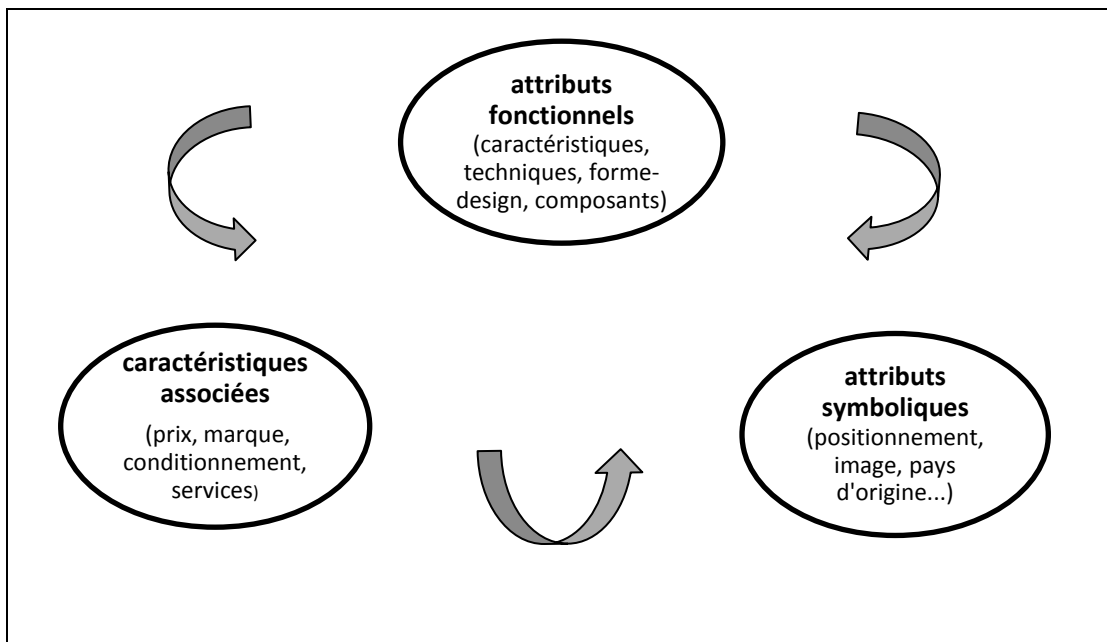 attributs
fonctionnels
(caractéristiques,
techniques, forme-
design, composants)
caractéristiques
associées
(prix, marque,
conditionnement,
services)
attributs
symboliques
(positionnement,
image, pays
d'origine...)